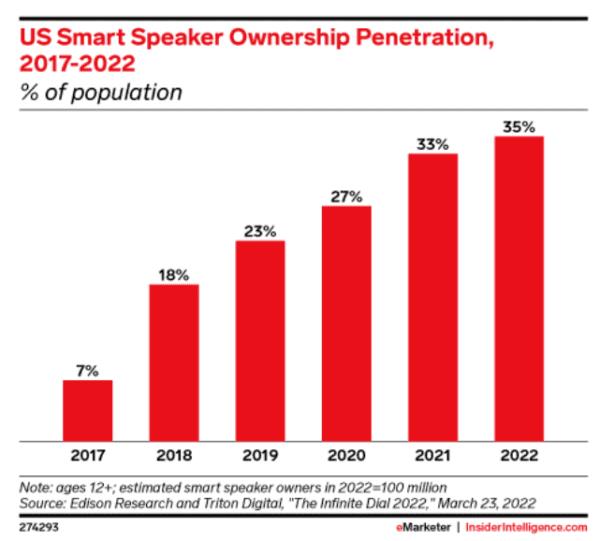 US Smart Speaker Ownership Penetration,
2017-2022
% of population
7%
18%
23%
27%
33%
35%
2017 2018 2019 2020 2021 2022
Note: ages 12+; estimated smart speaker owners in 2022=100 million
Source: Edison Research and Triton Digital, "The Infinite Dial 2022," March 23, 2022
274293 eMarketer | InsiderIntelligence.com